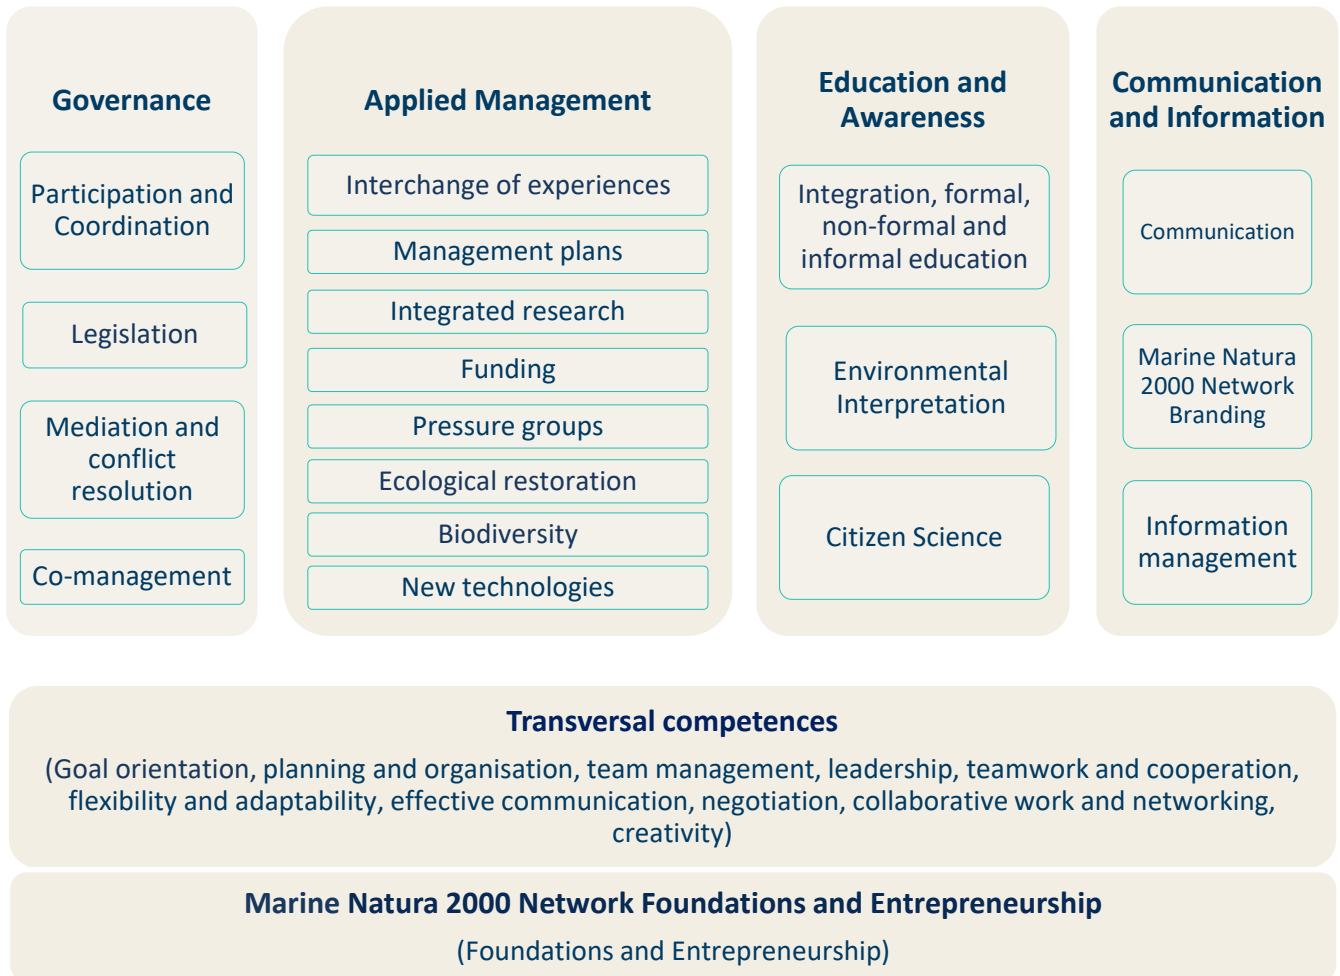 Governance
Participation and
Coordination
Legislation
Mediation and
conflict
resolution
Co-management
Applied Management
Interchange of experiences
Management plans
Integrated research
Funding
Pressure groups
Ecological restoration
Biodiversity
New technologies
Education and
Awareness
Integration, formal,
non-formal and
informal education
Environmental
Interpretation
Citizen Science
Communication
and Information
Communication
Marine Natura
2000 Network
Branding
Information
management
Transversal competences
(Goal orientation, planning and organisation, team management, leadership, teamwork and cooperation,
flexibility and adaptability, effective communication, negotiation, collaborative work and networking,
creativity)
Marine Natura 2000 Network Foundations and Entrepreneurship
(Foundations and Entrepreneurship)